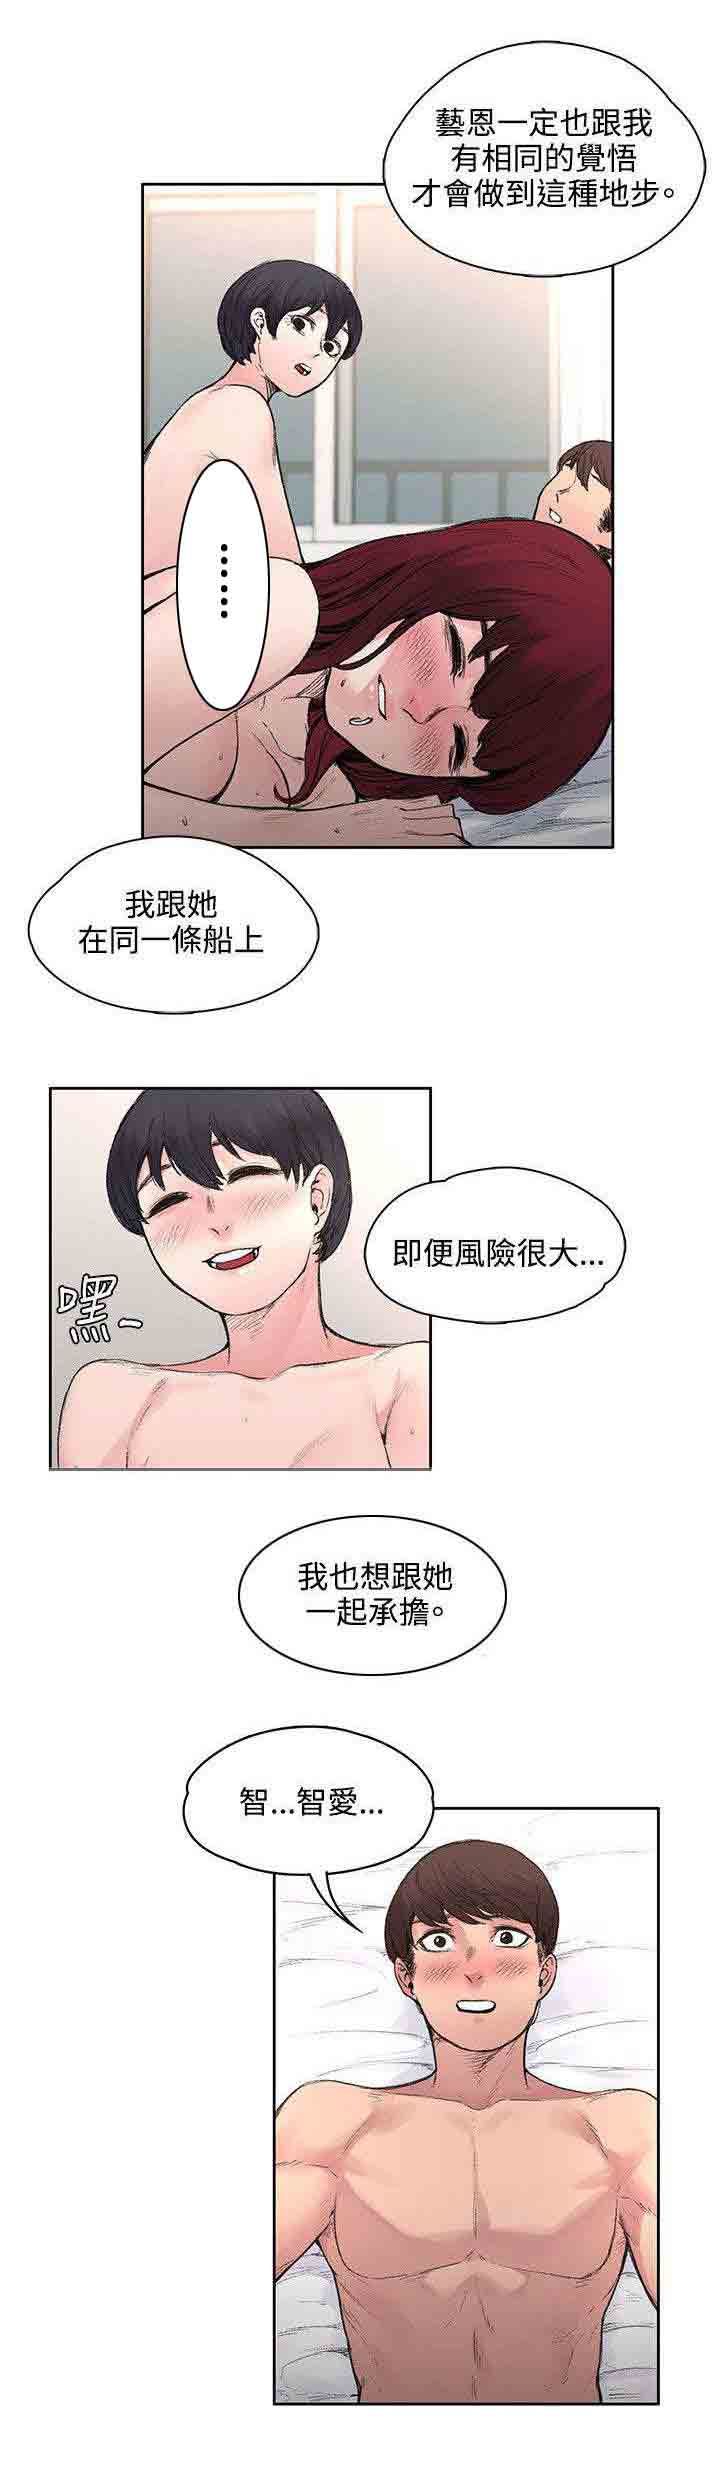 藝恩一定也跟我
有相同的覺悟
才會做到這種地步。
……
我跟她
在同一條船上
即便風險很大…
嘿~
我也想跟她
一起承擔。
智…智愛…